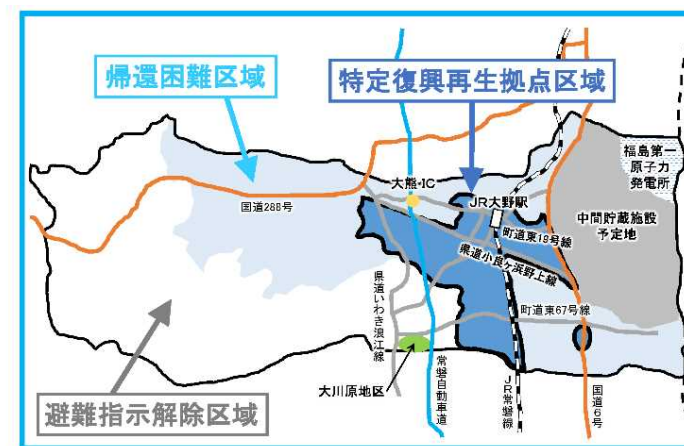 帰還困難区域
特定復興再生拠点区域
福島第一
原子力
発電所
大熊・IC
JR大野駅
国道288号
町道東18号線
中間貯蔵施設
予定地
県道小良ヶ浜野上線
県道いわき浪江線
町道東67号線
大川原地区
常磐自動車道
JR常磐線
国道6号
避難指示解除区域